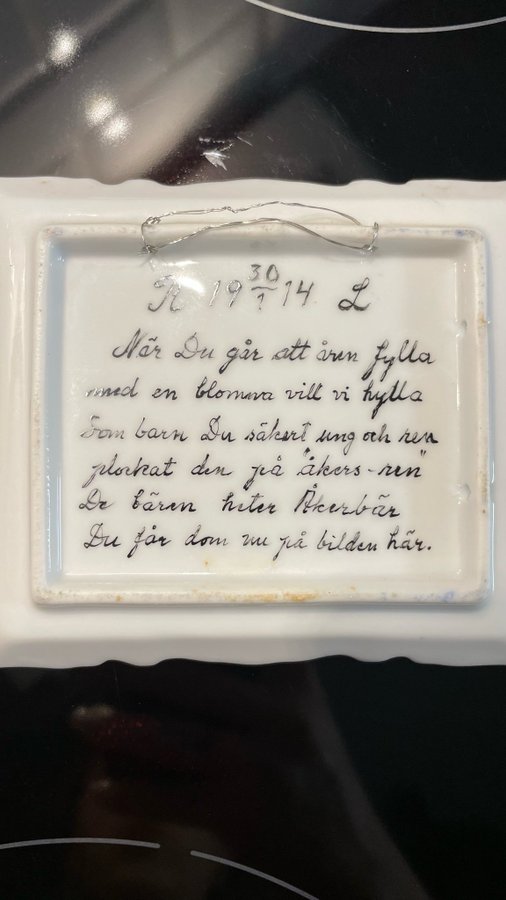 K 19 30/1 14 L
När Du går att åren fylla
med en blomma vill vi hylla
Som barn Du säkert ung och ren
plockat den på "åkers-ren"
De bären heter Åkerbär
Du får dom nu på bilden här.